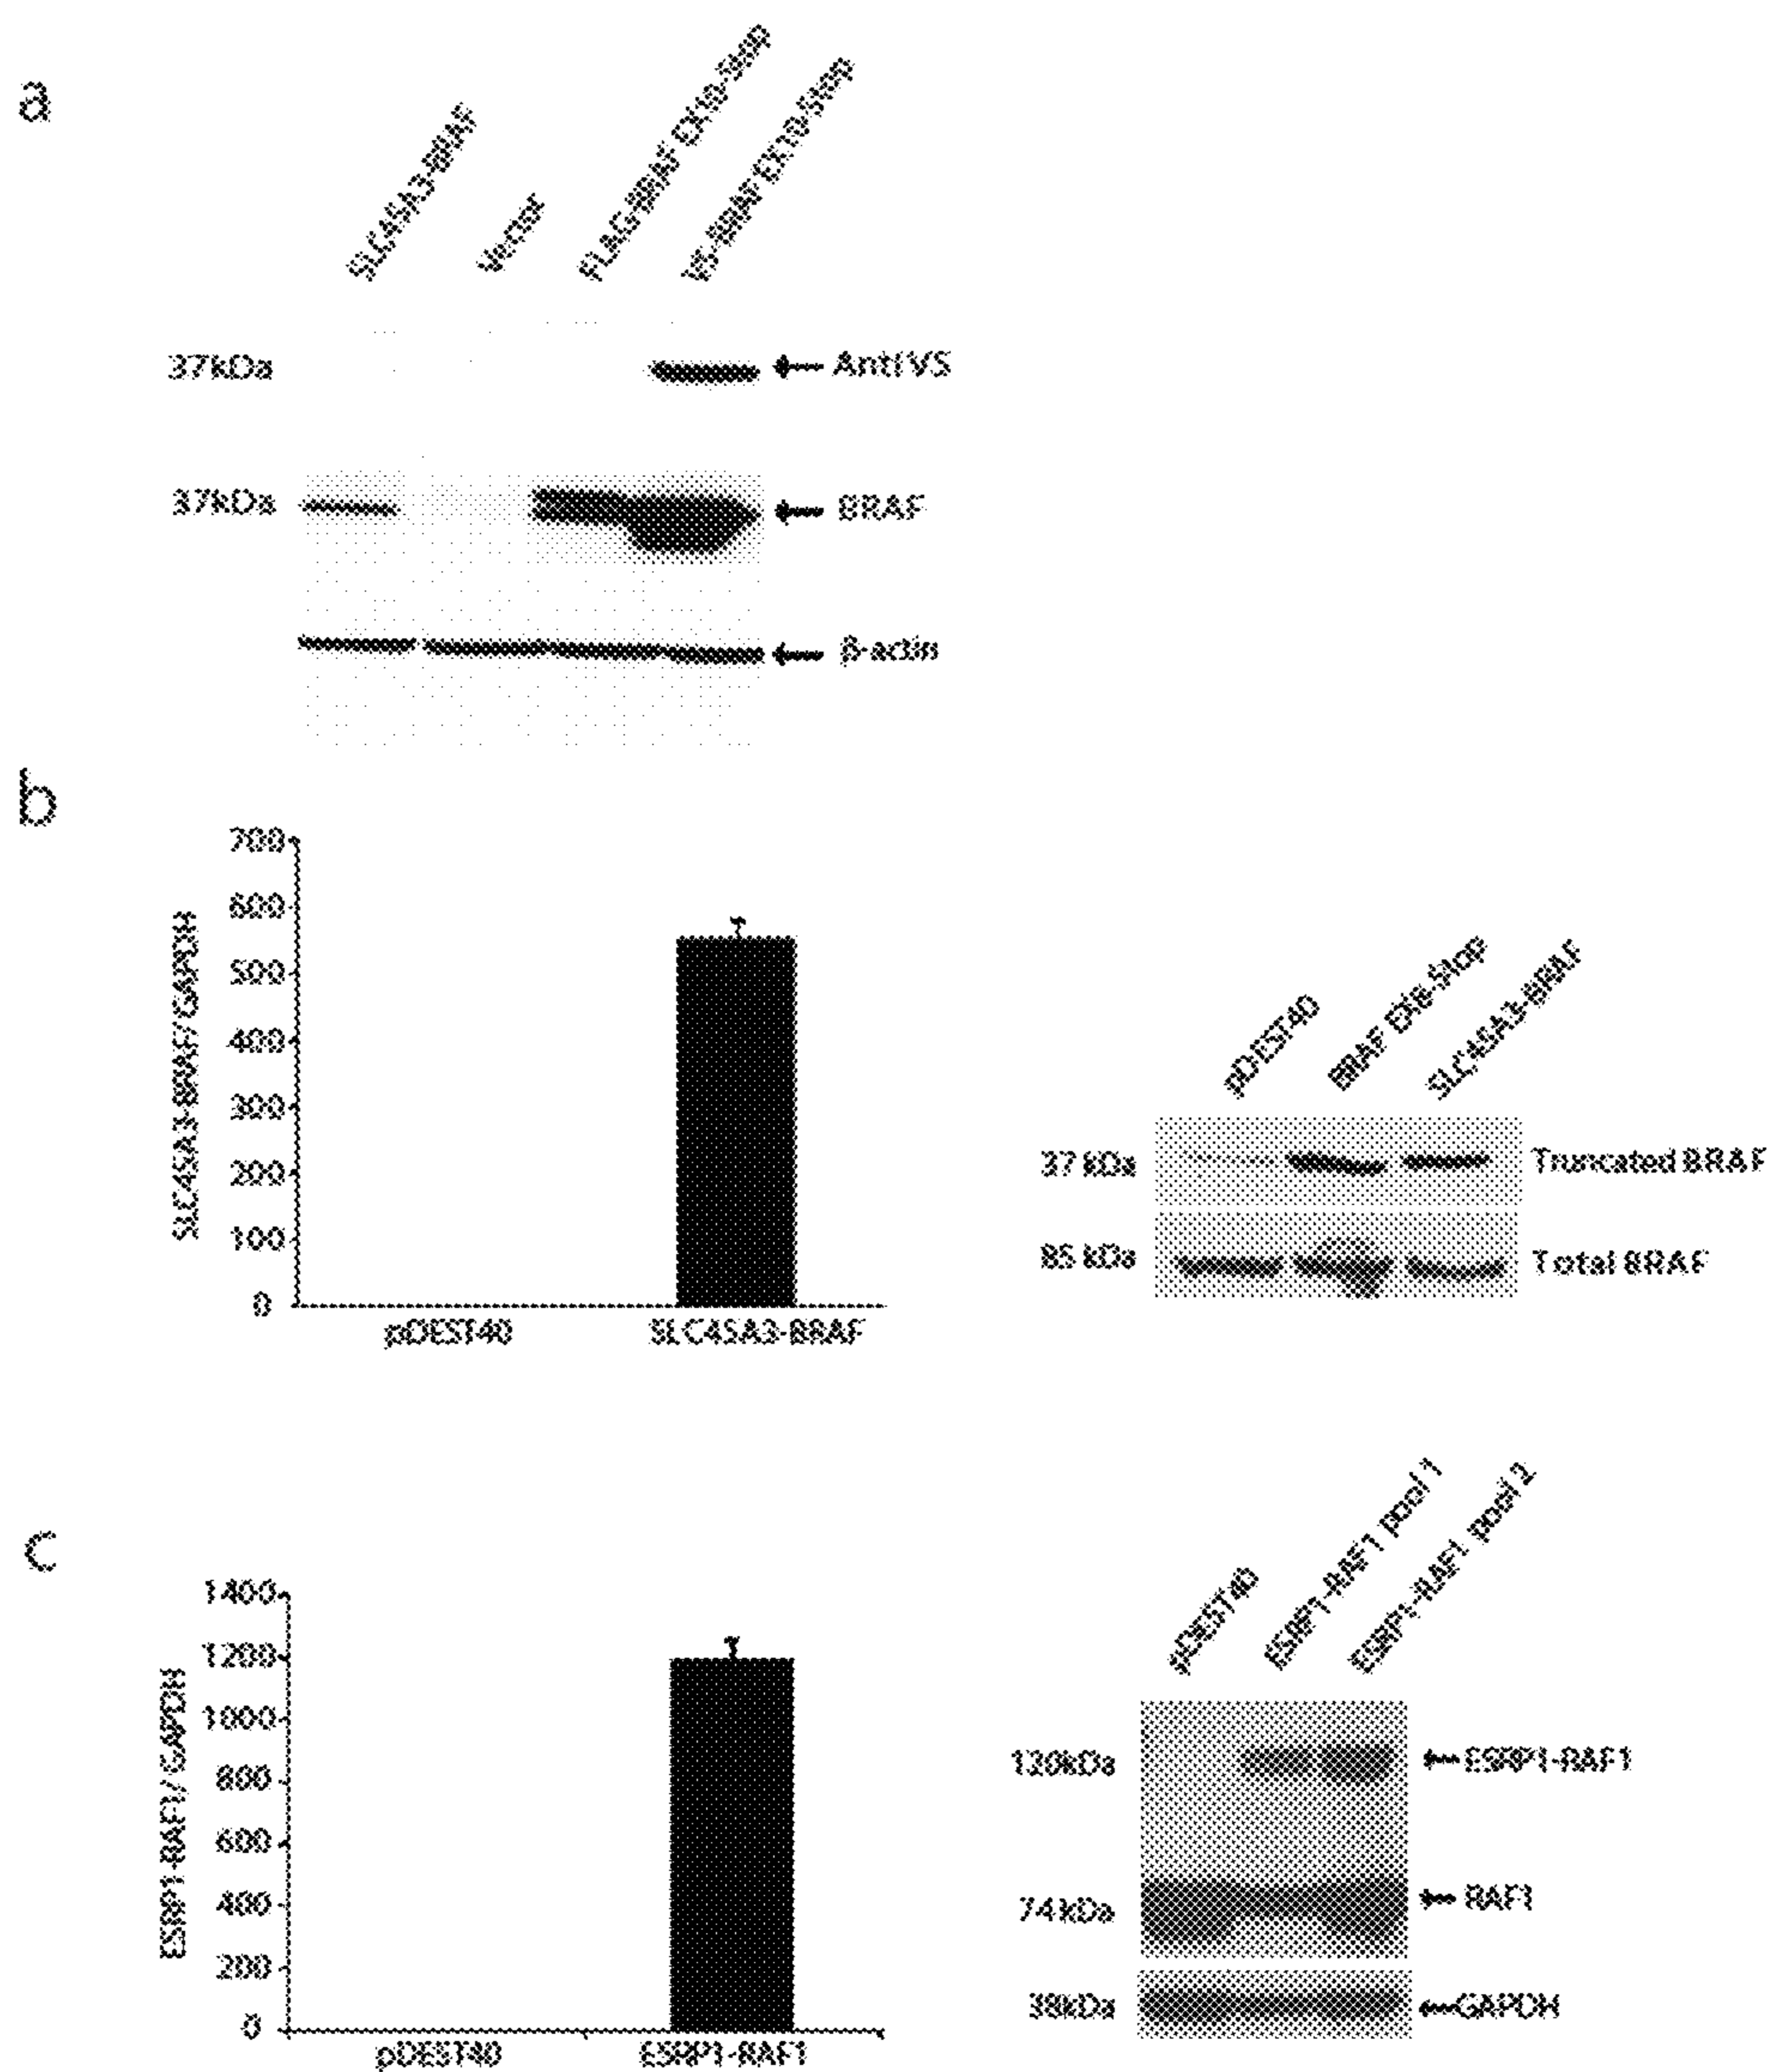 a
SLC45A3-BRAF
Vector
FLAG-BRAF EX10-Stop
V5-BRAF EX10-Stop
37kDa
Anti V5
37kDa
BRAF
β-actin
b
700
600
500
400
300
200
100
0
SLC45A3-BRAF/GAPDH
pDEST40
SLC45A3-BRAF
pDEST40
BRAF EX8-Stop
SLC45A3-BRAF
37 kDa
Truncated BRAF
85 kDa
Total BRAF
c
1400
1200
1000
800
600
400
200
0
ESRP1-RAF1/GAPDH
pDEST40
ESRP1-RAF1
pDEST40
ESRP1-RAF1 pool 1
ESRP1-RAF1 pool 2
120kDa
ESRP1-RAF1
74kDa
RAF1
38kDa
GAPDH